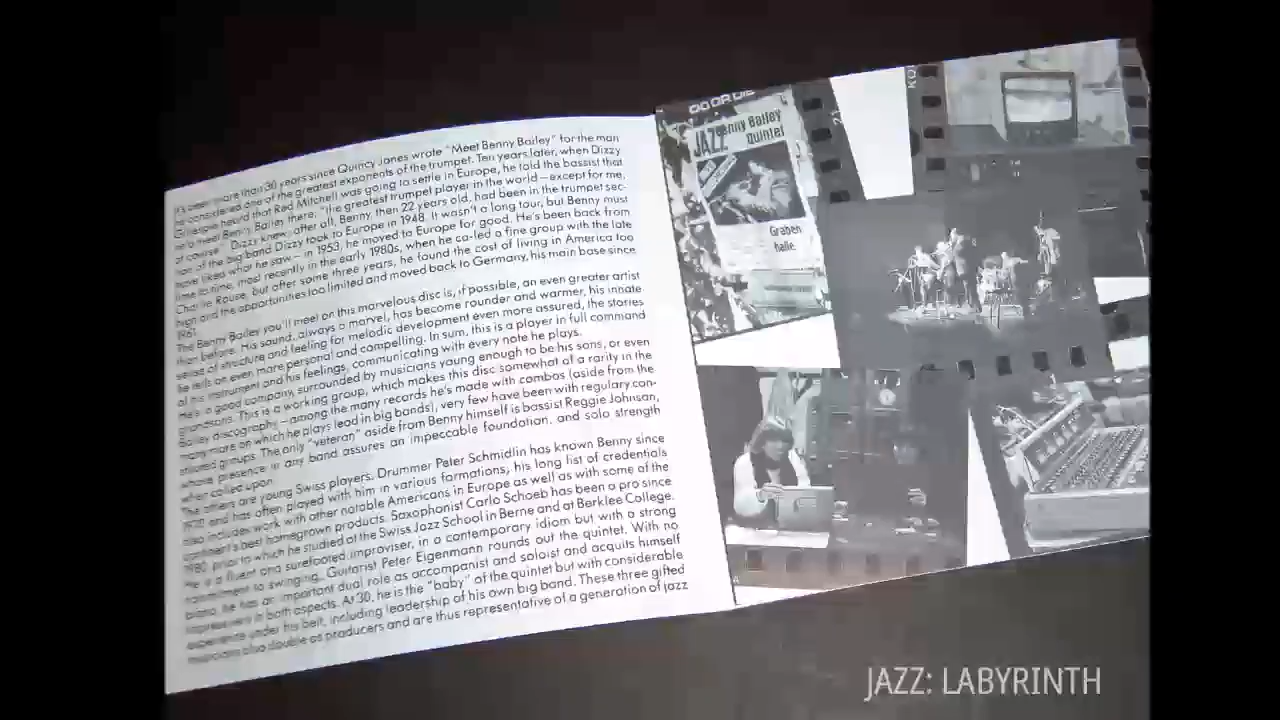 It's been more than 30 years since Quincy Jones wrote "Meet Benny Bailey" for the man
he considered one of the greatest exponents of the trumpet. Ten years later, when Dizzy
Gillespie heard that Red Mitchell was going to settle in Europe, he told the bassist that
he'd meet Benny Bailey there: "the greatest trumpet player in the world – except for me,
of course". Dizzy knew; after all, Benny, then 22 years old, had been in the trumpet sec-
tion of the big band Dizzy took to Europe in 1948. It wasn't a long tour, but Benny must
have liked what he saw – in 1953, he moved to Europe for good. He's been back from
time to time, most recently in the early 1980s, when he co-led a fine group with the late
Charlie Rouse, but after some three years, he found the cost of living in America too
high and the opportunities too limited and moved back to Germany, his main base since
1961.
The Benny Bailey you'll meet on this marvelous disc is, if possible, an even greater artist
than before. His sound, always a marvel, has become rounder and warmer, his innate
sense of structure and feeling for melodic development even more assured, the stories
he tells an even more personal and compelling. In sum, this is a player in full command
of his instrument and his feelings, communicating with every note he plays.
He's in good company, surrounded by musicians young enough to be his sons, or even
grandsons. This is a working group, which makes this disc somewhat of a rarity in the
Bailey discography – among the many records he's made with combos (aside from the
many more on which he plays lead in big bands), very few have been with regulary con-
stituted groups. The only "veteran" aside from Benny himself is bassist Reggie Johnson,
whose presence in any band assures an impeccable foundation, and solo strength
when called upon.
The others are young Swiss players. Drummer Peter Schmidlin has known Benny since
1970 and has often played with him in various formations; his long list of credentials
also includes work with other notable Americans in Europe as well as with some of the
continent's best homegrown products. Saxophonist Carlo Schoeb has been a pro since
1980 prior to which he studied at the Swiss Jazz School in Berne and at Berklee College.
He is a fluent and surefooted improviser, in a contemporary idiom but with a strong
commitment to swinging. Guitarist Peter Eigenmann rounds out the quintet. With no
piano, he has an important dual role as accompanist and soloist and acquits himself
impressively in both aspects. At 30, he is the "baby" of the quintet but with considerable
experience under his belt, including leadership of his own big band. These three gifted
musicians also double as producers and are thus representative of a generation of jazz
DO OR DIE
JAZZ
Benny Bailey
Quintet
Graben
halle
21
KO
JAZZ: LABYRINTH